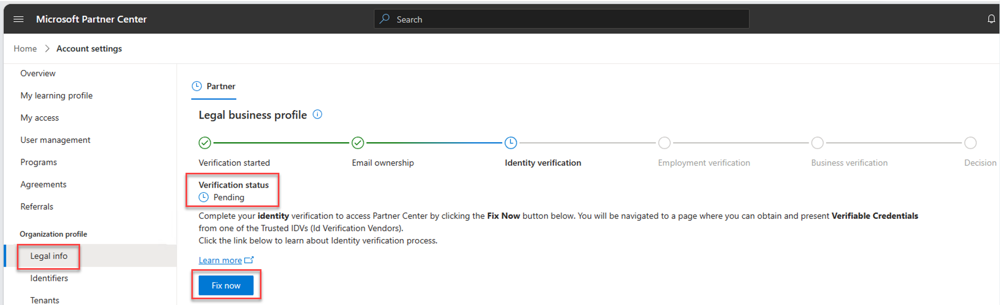 Microsoft Partner Center
Search
Home > Account settings
Overview
My learning profile
My access
User management
Programs
Agreements
Referrals
Organization profile
Legal info
Identifiers
Tenants
Partner
Legal business profile
Verification started
Email ownership
Identity verification
Employment verification
Business verification
Decision
Verification status
Pending
Complete your identity verification to access Partner Center by clicking the Fix Now button below. You will be navigated to a page where you can obtain and present Verifiable Credentials
from one of the Trusted IDVs (Id Verification Vendors).
Click the link below to learn about Identity verification process.
Learn more
Fix now